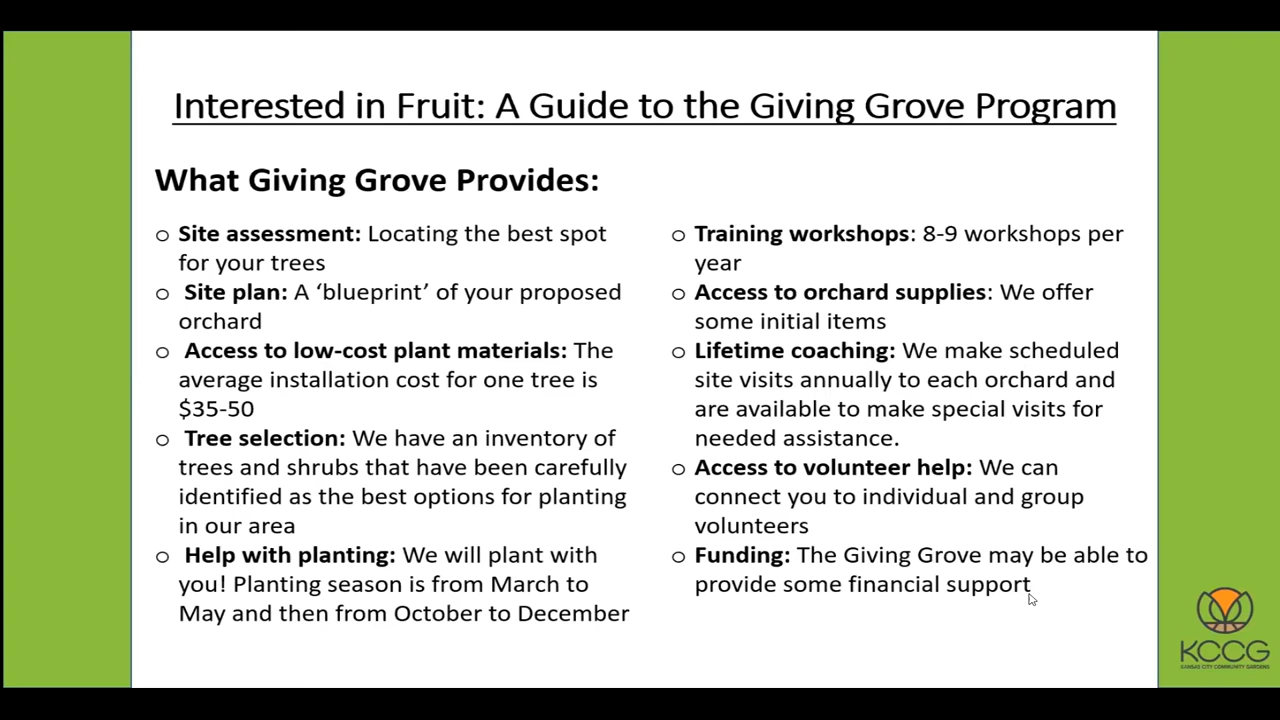 Interested in Fruit: A Guide to the Giving Grove Program
What Giving Grove Provides:
o Site assessment: Locating the best spot
for your trees
o Site plan: A ‘blueprint’ of your proposed
orchard
o Access to low-cost plant materials: The
average installation cost for one tree is
$35-50
o Tree selection: We have an inventory of
trees and shrubs that have been carefully
identified as the best options for planting
in our area
o Help with planting: We will plant with
you! Planting season is from March to
May and then from October to December
o Training workshops: 8-9 workshops per
year
o Access to orchard supplies: We offer
some initial items
o Lifetime coaching: We make scheduled
site visits annually to each orchard and
are available to make special visits for
needed assistance.
o Access to volunteer help: We can
connect you to individual and group
volunteers
o Funding: The Giving Grove may be able to
provide some financial support
KCCG
KANSAS CITY COMMUNITY GARDENS